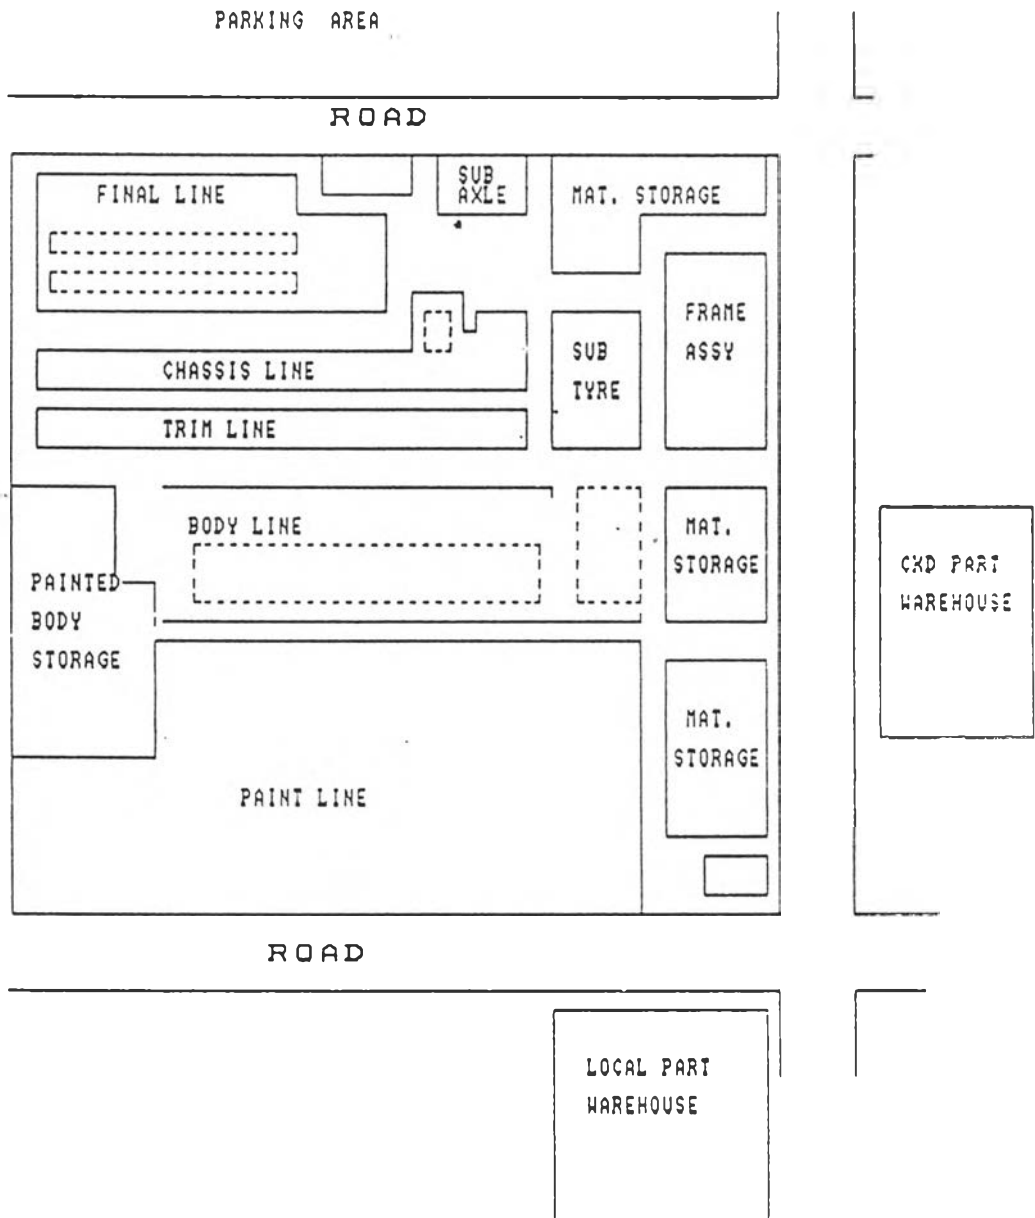 PARKING AREA
ROAD
FINAL LINE
SUB
AXLE
MAT. STORAGE
FRAME
ASSY
SUB
TYRE
CHASSIS LINE
TRIM LINE
BODY LINE
MAT.
STORAGE
PAINTED
BODY
STORAGE
CKD PART
WAREHOUSE
MAT.
STORAGE
PAINT LINE
ROAD
LOCAL PART
WAREHOUSE